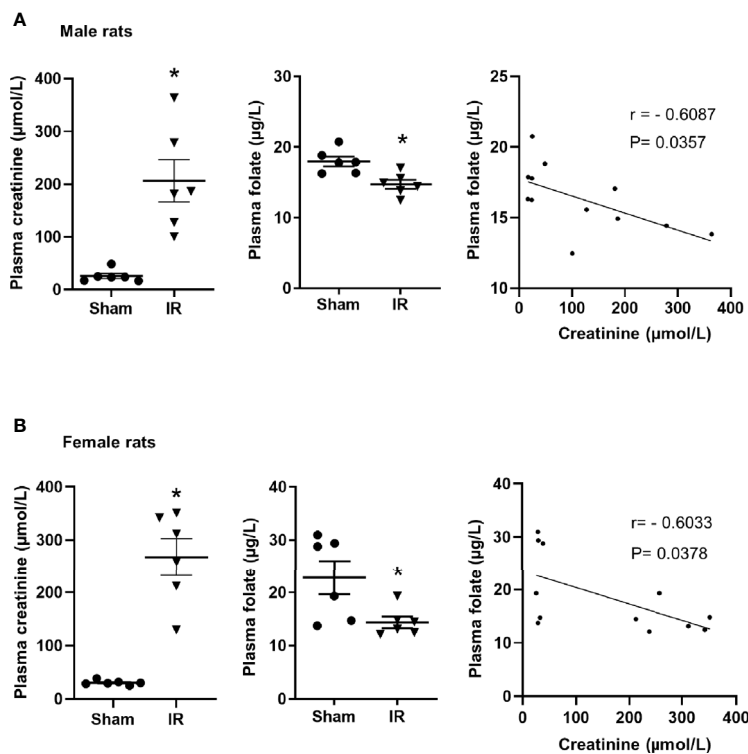 A
Male rats
Plasma creatinine (µmol/L)
400
300
200
100
0
*
Sham IR
Plasma folate (µg/L)
30
20
10
0
*
Sham IR
Plasma folate (µg/L)
25
20
15
10
r = - 0.6087
P= 0.0357
0 100 200 300 400
Creatinine (µmol/L)
B
Female rats
Plasma creatinine (µmol/L)
400
300
200
100
0
*
Sham IR
Plasma folate (µg/L)
40
30
20
10
0
*
Sham IR
Plasma folate (µg/L)
40
30
20
10
0
r= - 0.6033
P= 0.0378
0 100 200 300 400
Creatinine (µmol/L)